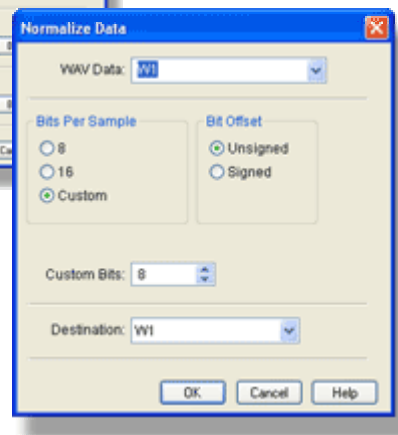 Normalize Data
WAV Data: W1
Bits Per Sample
8
16
Custom
Bit Offset
Unsigned
Signed
Custom Bits: 8
Destination: W1
OK Cancel Help